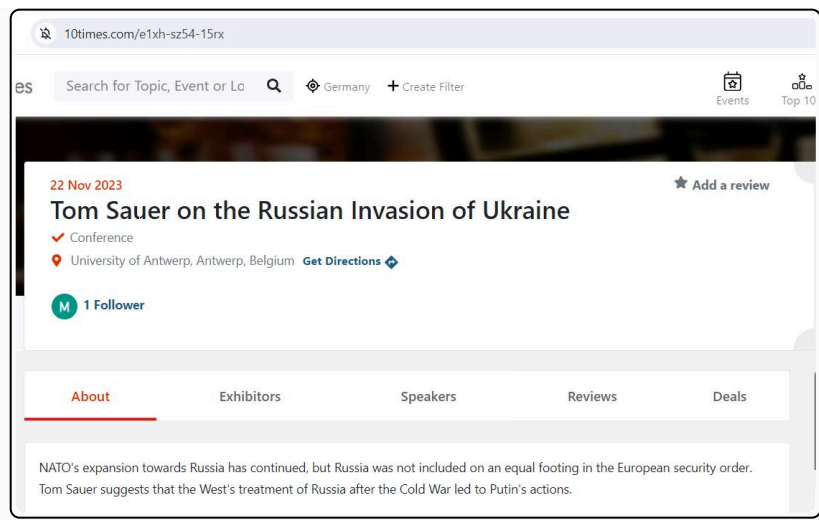 10times.com/e1xh-sz54-15rx
es
Search for Topic, Event or Lo
Germany
Create Filter
Events
Top 10
22 Nov 2023
Add a review
Tom Sauer on the Russian Invasion of Ukraine
Conference
University of Antwerp, Antwerp, Belgium Get Directions
M 1 Follower
About Exhibitors Speakers Reviews Deals
NATO's expansion towards Russia has continued, but Russia was not included on an equal footing in the European security order.
Tom Sauer suggests that the West's treatment of Russia after the Cold War led to Putin's actions.